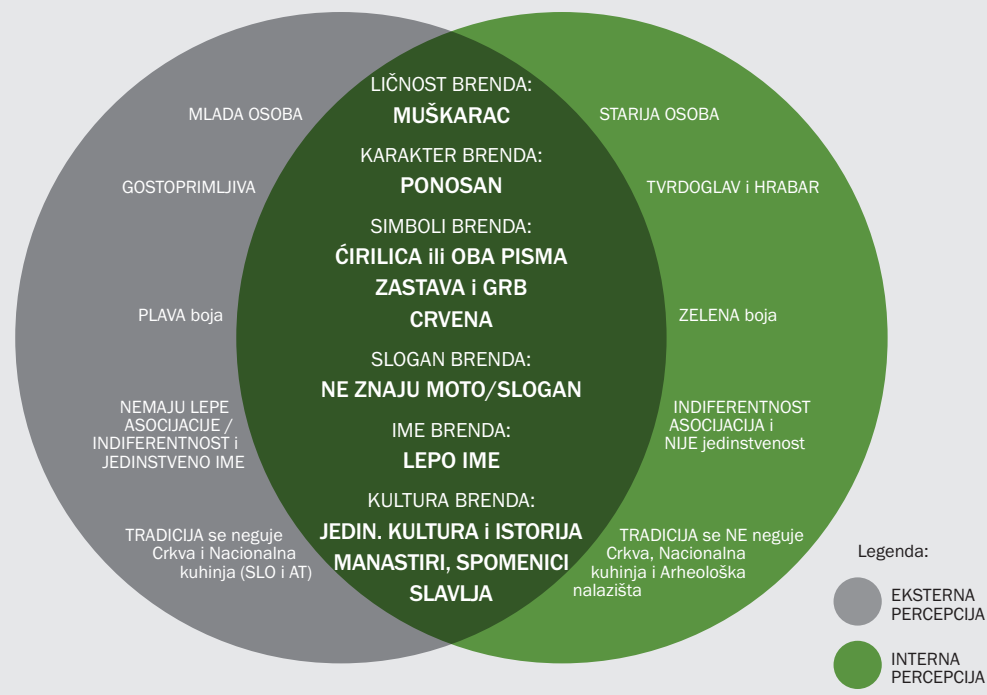 LIČNOST BRENDA:
MUŠKARAC
MLADA OSOBA
STARIJA OSOBA
KARAKTER BRENDA:
PONOSAN
GOSTOPRIMLJIVA
TVRDOGLAV i HRABAR
SIMBOLI BRENDA:
ĆIRILICA ili OBA PISMA
ZASTAVA i GRB
CRVENA
PLAVA boja
ZELENA boja
SLOGAN BRENDA:
NE ZNAJU MOTO/SLOGAN
NEMAJU LEPE
ASOCIJACIJE /
INDIFERENTNOST i
JEDINSTVENO IME
IME BRENDA:
LEPO IME
INDIFERENTNOST
ASOCIJACIJA i
NIJE jedinstvenost
KULTURA BRENDA:
JEDIN. KULTURA i ISTORIJA
MANASTIRI, SPOMENICI
SLAVLJA
TRADICIJA se neguje
Crkva i Nacionalna
kuhinja (SLO i AT)
TRADICIJA se NE neguje
Crkva, Nacionalna
kuhinja i Arheološka
nalazišta
Legenda:
EKSTERNA
PERCEPCIJA
INTERNA
PERCEPCIJA